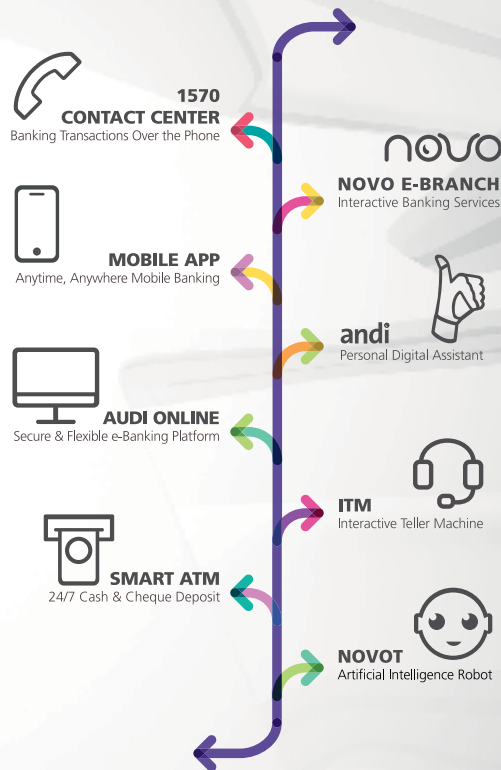 1570
CONTACT CENTER
Banking Transactions Over the Phone
novo
NOVO E-BRANCH
Interactive Banking Services
MOBILE APP
Anytime, Anywhere Mobile Banking
andi
Personal Digital Assistant
AUDI ONLINE
Secure & Flexible e-Banking Platform
ITM
Interactive Teller Machine
SMART ATM
24/7 Cash & Cheque Deposit
NOVOT
Artificial Intelligence Robot